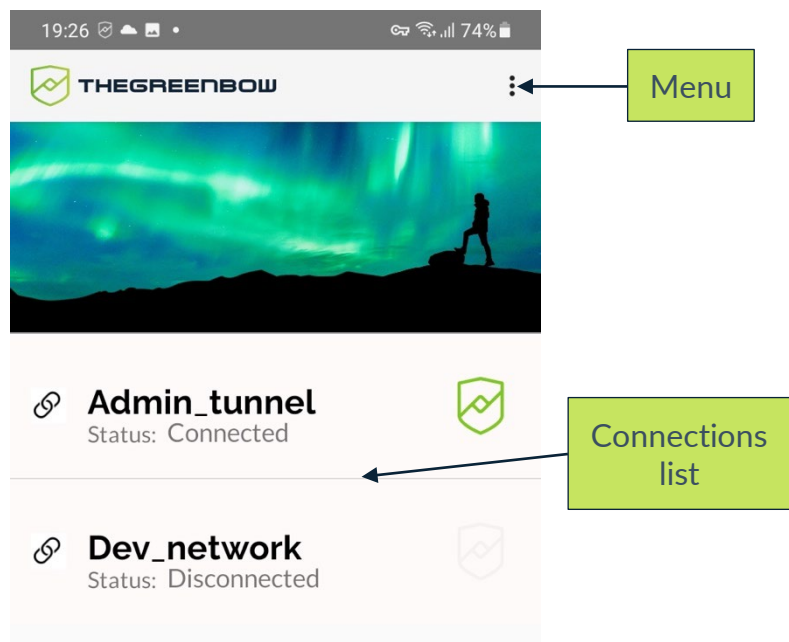 19:26 74%
THEGREENBOW
Menu
Admin_tunnel
Status: Connected
Connections
list
Dev_network
Status: Disconnected